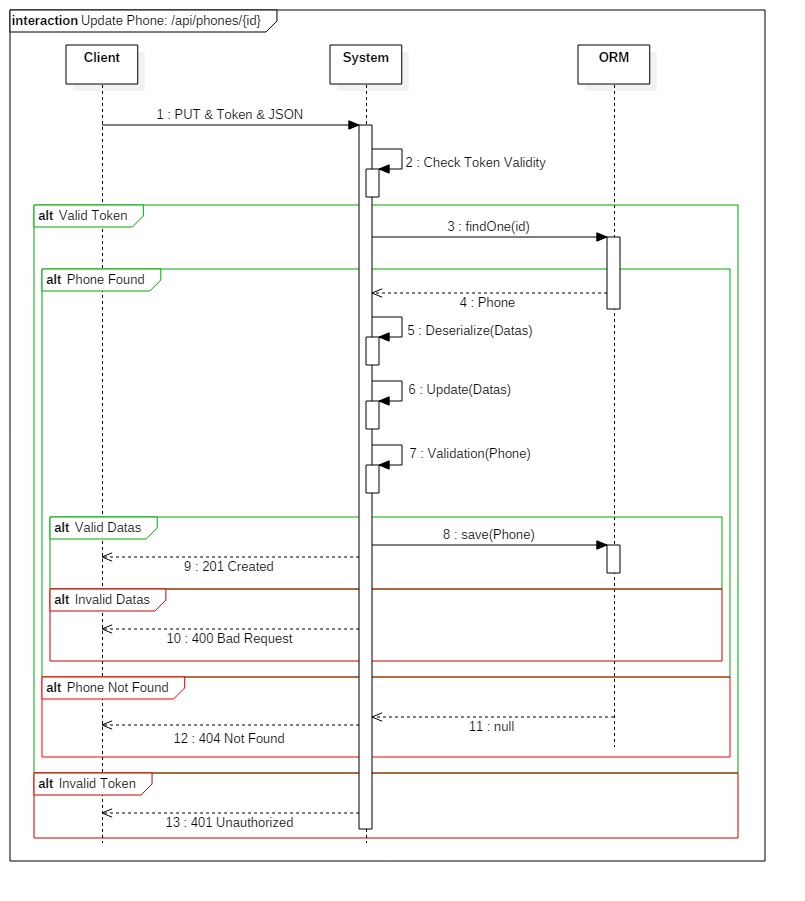 interaction Update Phone: /api/phones/{id}
Client
System
ORM
1 : PUT & Token & JSON
2 : Check Token Validity
alt Valid Token
3 : findOne(id)
alt Phone Found
4 : Phone
5 : Deserialize(Datas)
6 : Update(Datas)
7 : Validation(Phone)
alt Valid Datas
8 : save(Phone)
9 : 201 Created
alt Invalid Datas
10 : 400 Bad Request
alt Phone Not Found
11 : null
12 : 404 Not Found
alt Invalid Token
13 : 401 Unauthorized